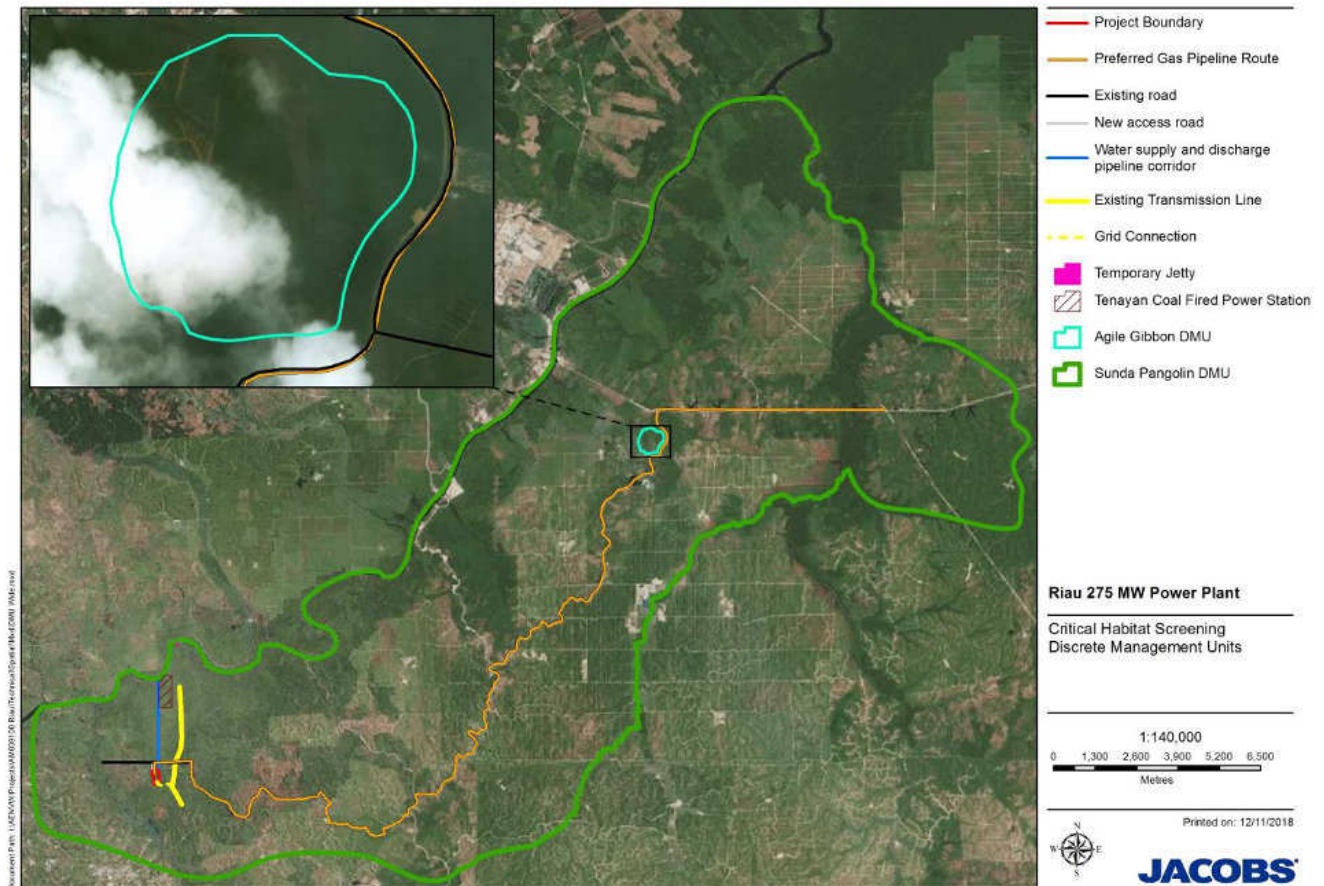 Project Boundary
Preferred Gas Pipeline Route
Existing road
New access road
Water supply and discharge
pipeline corridor
Existing Transmission Line
Grid Connection
Temporary Jetty
Tenayan Coal Fired Power Station
Agile Gibbon DMU
Sunda Pangolin DMU
Riau 275 MW Power Plant
Critical Habitat Screening
Discrete Management Units
1:140,000
0 1,300 2,600 3,900 5,200 6,500
Metres
Printed on: 12/11/2018
N
W E
S
JACOBS